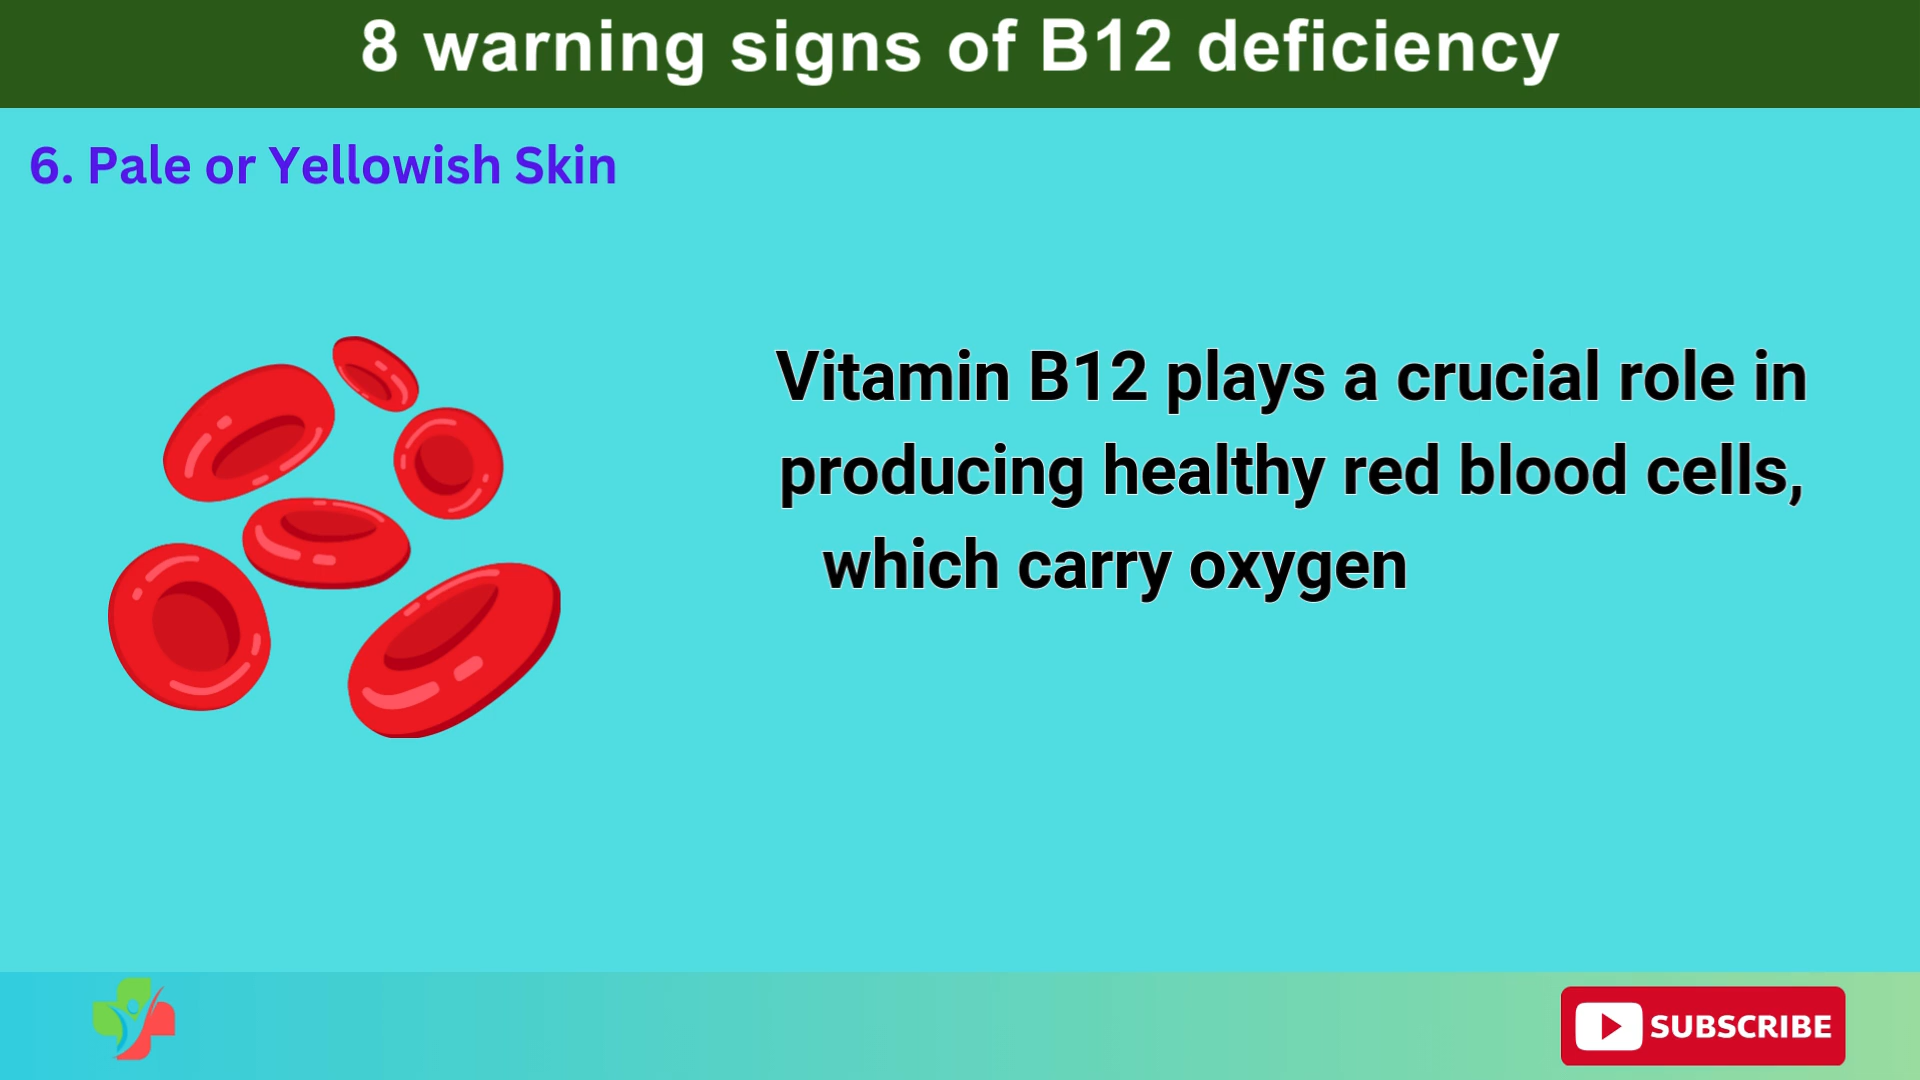 8 warning signs of B12 deficiency
6. Pale or Yellowish Skin
Vitamin B12 plays a crucial role in
producing healthy red blood cells,
which carry oxygen
SUBSCRIBE